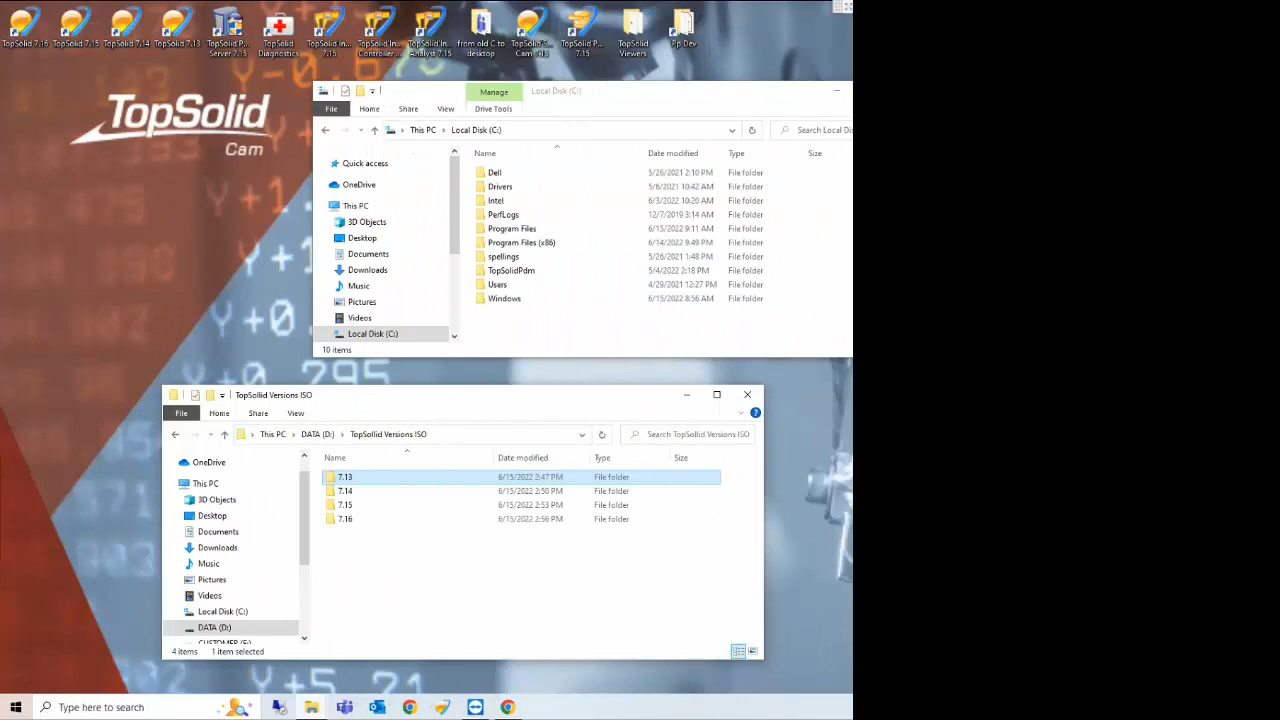 TopSolid 7.16 TopSolid 7.15 TopSolid 7.14 TopSolid 7.13 TopSolid P... TopSolid TopSolid In... TopSolid In... TopSolid In... from old C to TopSolid S... TopSolid P... TopSolid Pp Dev
Server 7.15 Diagnostics 7.15 Controller ... Analyst 7.15 desktop Cam 7.13 7.15 Viewers
TopSolid
Cam
Manage Local Disk (C:)
File Home Share View Drive Tools
This PC Local Disk (C:) Search Local Dis
Name Date modified Type Size
Quick access
OneDrive
This PC
3D Objects
Desktop
Documents
Downloads
Music
Pictures
Videos
Local Disk (C:)
Dell 5/26/2021 2:10 PM File folder
Drivers 5/6/2021 10:42 AM File folder
Intel 6/3/2022 10:20 AM File folder
PerfLogs 12/7/2019 3:14 AM File folder
Program Files 6/15/2022 9:11 AM File folder
Program Files (x86) 6/14/2022 9:49 PM File folder
spellings 5/26/2021 1:48 PM File folder
TopSolidPdm 5/4/2022 2:18 PM File folder
Users 4/29/2021 12:27 PM File folder
Windows 6/15/2022 8:56 AM File folder
10 items
TopSollid Versions ISO
File Home Share View
This PC DATA (D:) TopSollid Versions ISO Search TopSollid Versions ISO
Name Date modified Type Size
OneDrive
This PC
3D Objects
Desktop
Documents
Downloads
Music
Pictures
Videos
Local Disk (C:)
DATA (D:)
7.13 6/15/2022 2:47 PM File folder
7.14 6/15/2022 2:50 PM File folder
7.15 6/15/2022 2:53 PM File folder
7.16 6/15/2022 2:56 PM File folder
4 items 1 item selected
Type here to search